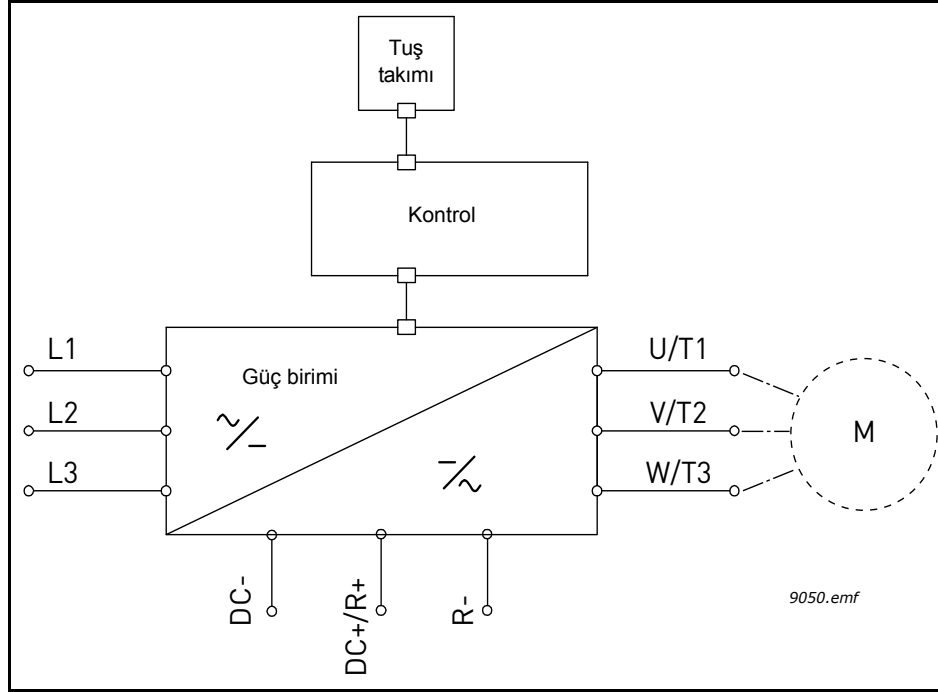 Tuş
takımı
Kontrol
Güç birimi
L1
L2
L3
U/T1
V/T2
W/T3
M
DC-
DC+/R+
R-
9050.emf